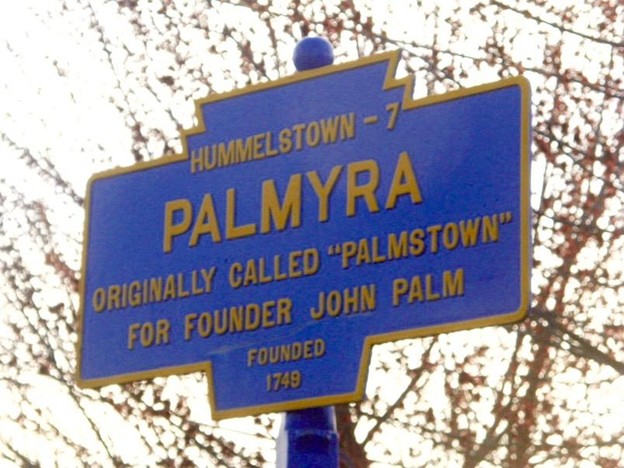 HUMMELSTOWN - 7
PALMYRA
ORIGINALLY CALLED "PALMSTOWN"
FOR FOUNDER JOHN PALM
FOUNDED
1749